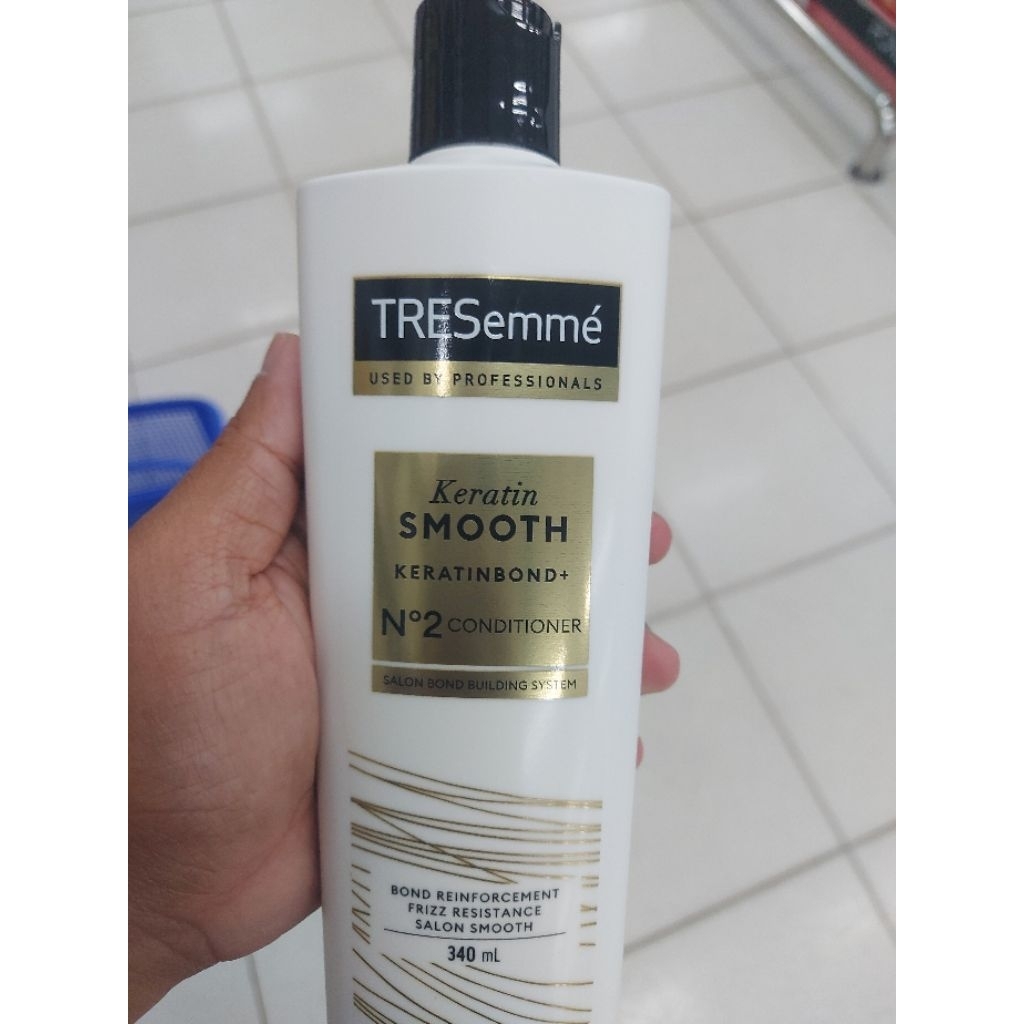 TRESemmé
USED BY PROFESSIONALS
Keratin
SMOOTH
KERATINBOND+
Nº2 CONDITIONER
SALON BOND BUILDING SYSTEM
BOND REINFORCEMENT
FRIZZ RESISTANCE
SALON SMOOTH
340 mL